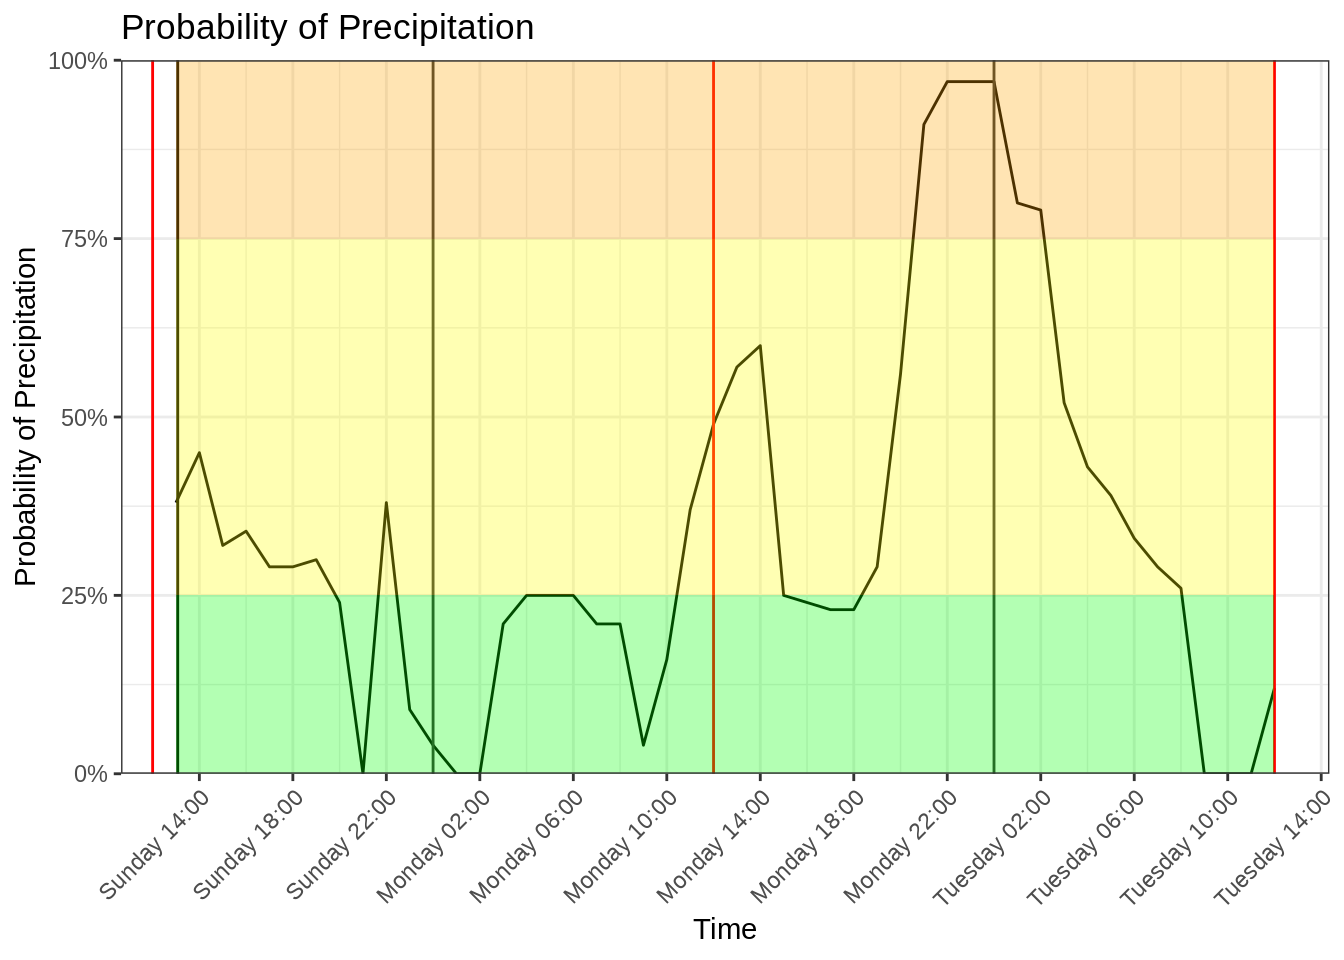 Probability of Precipitation
Probability of Precipitation
100%
75%
50%
25%
0%
Sunday 14:00
Sunday 18:00
Sunday 22:00
Monday 02:00
Monday 06:00
Monday 10:00
Monday 14:00
Monday 18:00
Monday 22:00
Tuesday 02:00
Tuesday 06:00
Tuesday 10:00
Tuesday 14:00
Time